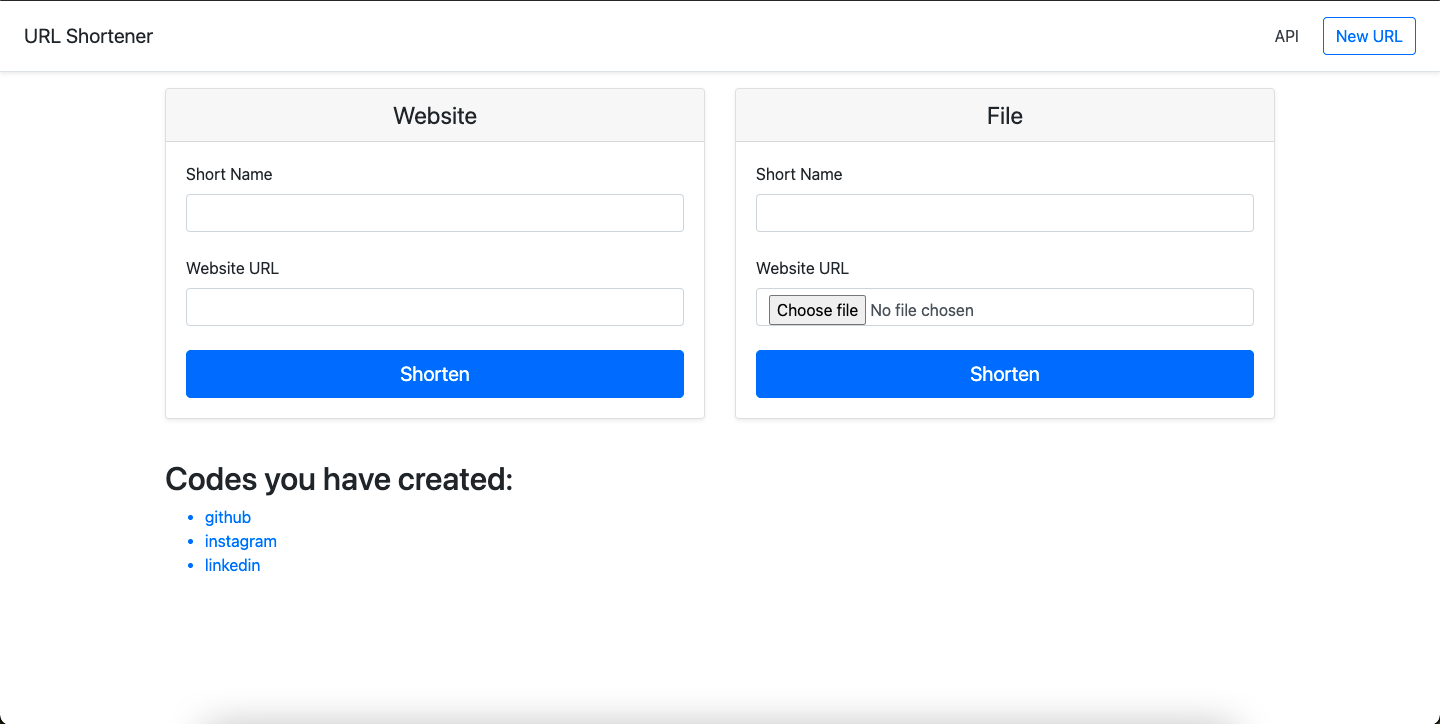 URL Shortener
API
New URL
Website
Short Name
Website URL
Shorten
File
Short Name
Website URL
Choose file No file chosen
Shorten
Codes you have created:
github
instagram
linkedin